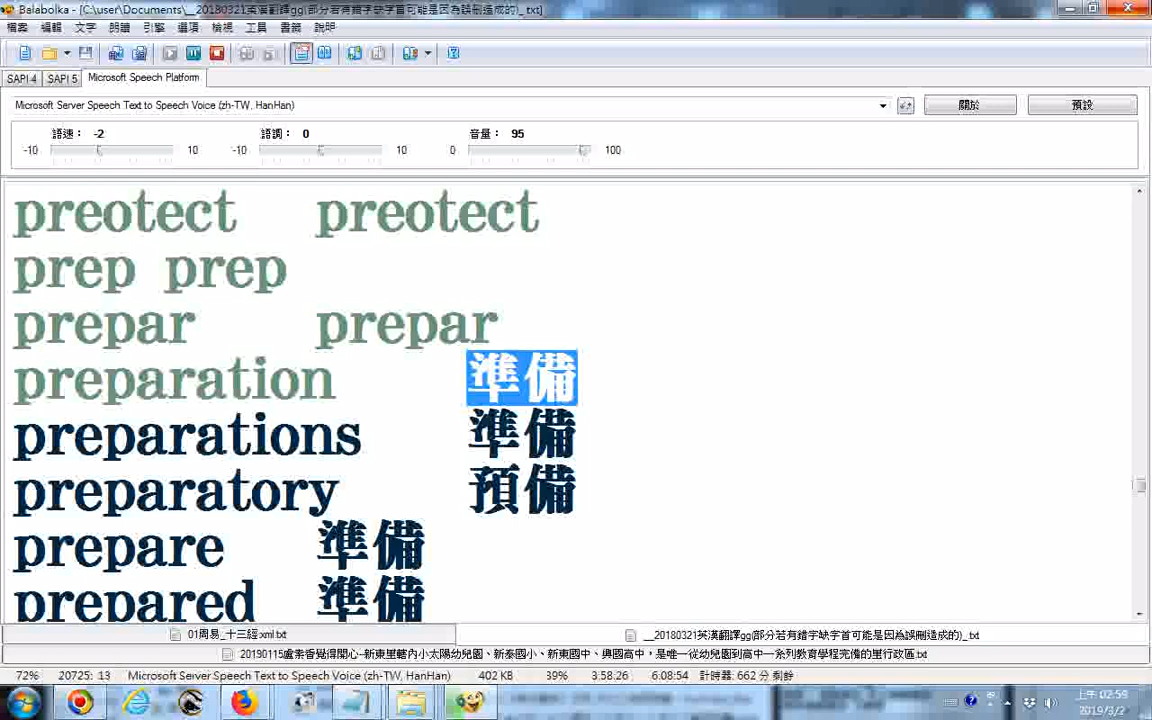 Balabolka - [C:\user\Documents\__20180321英漢翻譯gg(部分若有錯字缺字首可能是因為誤刪造成的)_.txt]
檔案 編輯 文字 朗讀 引擎 選項 檢視 工具 書籤 說明
SAPI 4 SAPI 5 Microsoft Speech Platform
Microsoft Server Speech Text to Speech Voice (zh-TW, HanHan) 關於 預設
語速： -2 語調： 0 音量： 95
-10 10 -10 10 0 100
preotect preotect
prep prep
prepar prepar
preparation 準備
preparations 準備
preparatory 預備
prepare 準備
prepared 準備
01周易_十三經.xml.txt __20180321英漢翻譯gg(部分若有錯字缺字首可能是因為誤刪造成的)_.txt
20190115盧素香覺得開心~新東里轄內小太陽幼兒園、新泰國小、新東國中、興國高中，是唯一從幼兒園到高中一系列教育學程完備的里行政區.txt
72% 20725: 13 Microsoft Server Speech Text to Speech Voice (zh-TW, HanHan) 402 KB 39% 3:58:26 6:08:54 計時器: 662 分 剩餘
上午 02:59
2019/3/2